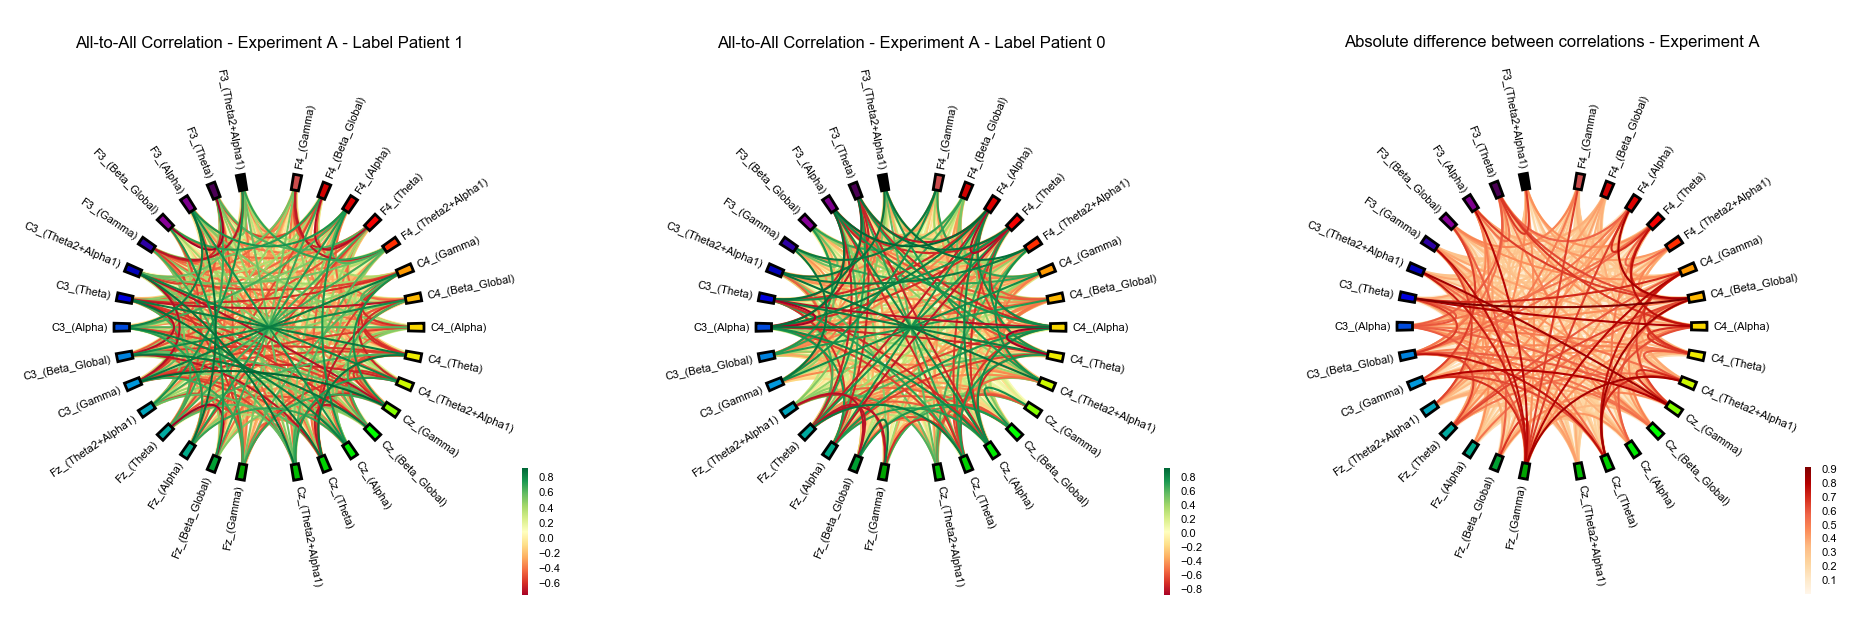 All-to-All Correlation - Experiment A - Label Patient 1
F3_(Theta2+Alpha1)
F3_(Theta)
F3_(Alpha)
F3_(Beta_Global)
F3_(Gamma)
C3_(Theta2+Alpha1)
C3_(Theta)
C3_(Alpha)
C3_(Beta_Global)
C3_(Gamma)
Fz_(Theta2+Alpha1)
Fz_(Theta)
Fz_(Alpha)
Fz_(Beta_Global)
Fz_(Gamma)
Cz_(Theta2+Alpha1)
Cz_(Theta)
Cz_(Alpha)
Cz_(Beta_Global)
Cz_(Gamma)
C4_(Theta2+Alpha1)
C4_(Theta)
C4_(Alpha)
C4_(Beta_Global)
C4_(Gamma)
F4_(Theta2+Alpha1)
F4_(Theta)
F4_(Alpha)
F4_(Beta_Global)
F4_(Gamma)
0.8
0.6
0.4
0.2
0.0
−0.2
−0.4
−0.6
All-to-All Correlation - Experiment A - Label Patient 0
F3_(Theta2+Alpha1)
F3_(Theta)
F3_(Alpha)
F3_(Beta_Global)
F3_(Gamma)
C3_(Theta2+Alpha1)
C3_(Theta)
C3_(Alpha)
C3_(Beta_Global)
C3_(Gamma)
Fz_(Theta2+Alpha1)
Fz_(Theta)
Fz_(Alpha)
Fz_(Beta_Global)
Fz_(Gamma)
Cz_(Theta2+Alpha1)
Cz_(Theta)
Cz_(Alpha)
Cz_(Beta_Global)
Cz_(Gamma)
C4_(Theta2+Alpha1)
C4_(Theta)
C4_(Alpha)
C4_(Beta_Global)
C4_(Gamma)
F4_(Theta2+Alpha1)
F4_(Theta)
F4_(Alpha)
F4_(Beta_Global)
F4_(Gamma)
0.8
0.6
0.4
0.2
0.0
−0.2
−0.4
−0.6
−0.8
Absolute difference between correlations - Experiment A
F3_(Theta2+Alpha1)
F3_(Theta)
F3_(Alpha)
F3_(Beta_Global)
F3_(Gamma)
C3_(Theta2+Alpha1)
C3_(Theta)
C3_(Alpha)
C3_(Beta_Global)
C3_(Gamma)
Fz_(Theta2+Alpha1)
Fz_(Theta)
Fz_(Alpha)
Fz_(Beta_Global)
Fz_(Gamma)
Cz_(Theta2+Alpha1)
Cz_(Theta)
Cz_(Alpha)
Cz_(Beta_Global)
Cz_(Gamma)
C4_(Theta2+Alpha1)
C4_(Theta)
C4_(Alpha)
C4_(Beta_Global)
C4_(Gamma)
F4_(Theta2+Alpha1)
F4_(Theta)
F4_(Alpha)
F4_(Beta_Global)
F4_(Gamma)
0.9
0.8
0.7
0.6
0.5
0.4
0.3
0.2
0.1